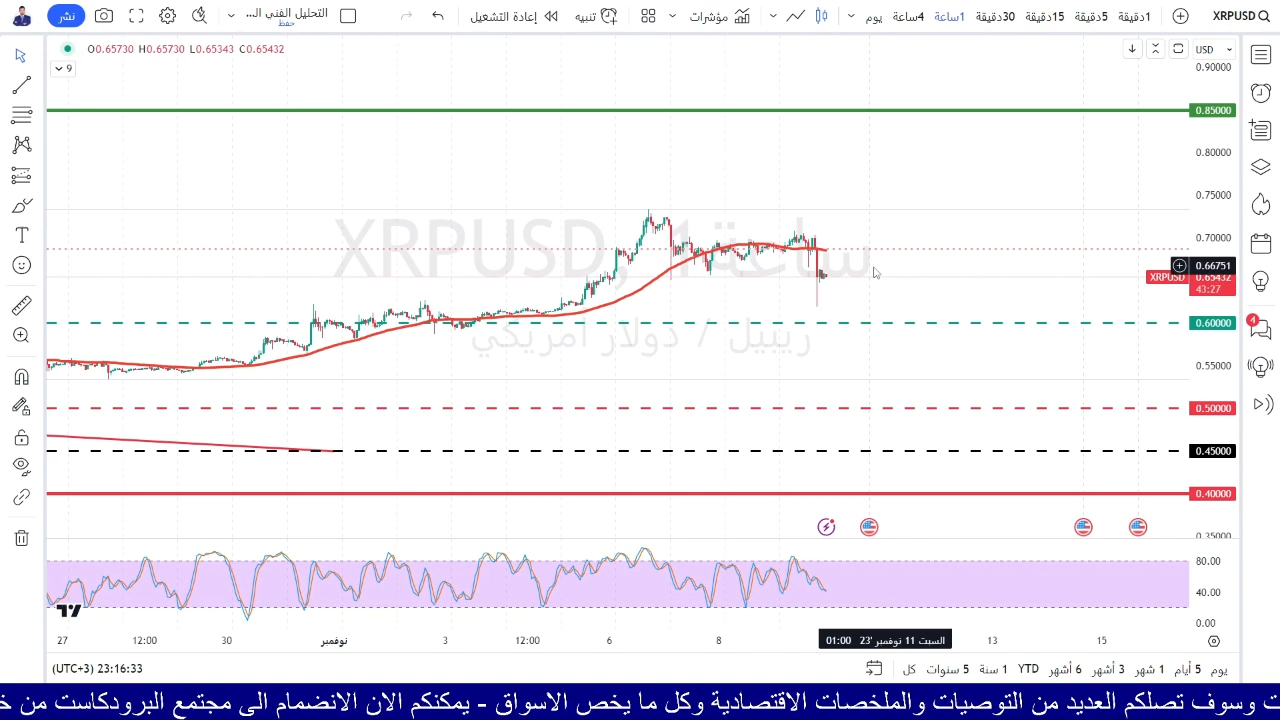 نشر
التحليل الفني الـ...
حفظ
إعادة التشغيل
تنبيه
مؤشرات
يوم
4ساعة
1ساعة
30دقيقة
15دقيقة
5دقيقة
1دقيقة
XRPUSD
O0.65730 H0.65730 L0.65343 C0.65432
9
USD
0.90000
0.85000
0.80000
0.75000
0.70000
0.66751
XRPUSD 0.65432
43:27
0.60000
0.55000
0.50000
0.45000
0.40000
0.35000
XRPUSD, 1 ساعة
ريبيل / دولار أمريكي
4
80.00
40.00
0.00
27
12:00
30
نوفمبر
3
12:00
6
8
السبت 11 نوفمبر '23 01:00
13
15
23:16:33 (UTC+3)
كل
5 سنوات
1 سنة
YTD
6 أشهر
3 أشهر
1 شهر
5 أيام
يوم
وسوف تصلكم العديد من التوصيات والملخصات الاقتصادية وكل ما يخص الاسواق - يمكنكم الان الانضمام الى مجتمع البرودكاست من